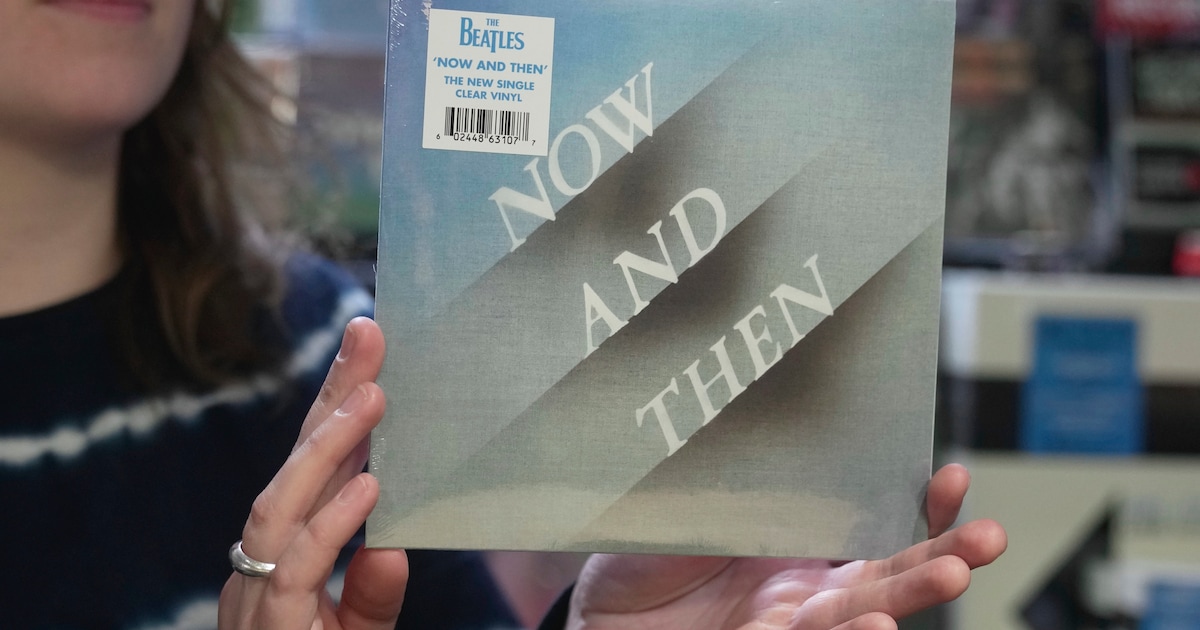 THE
BEATLES
'NOW AND THEN'
THE NEW SINGLE
CLEAR VINYL
6 02448 63107 7
NOW
AND
THEN